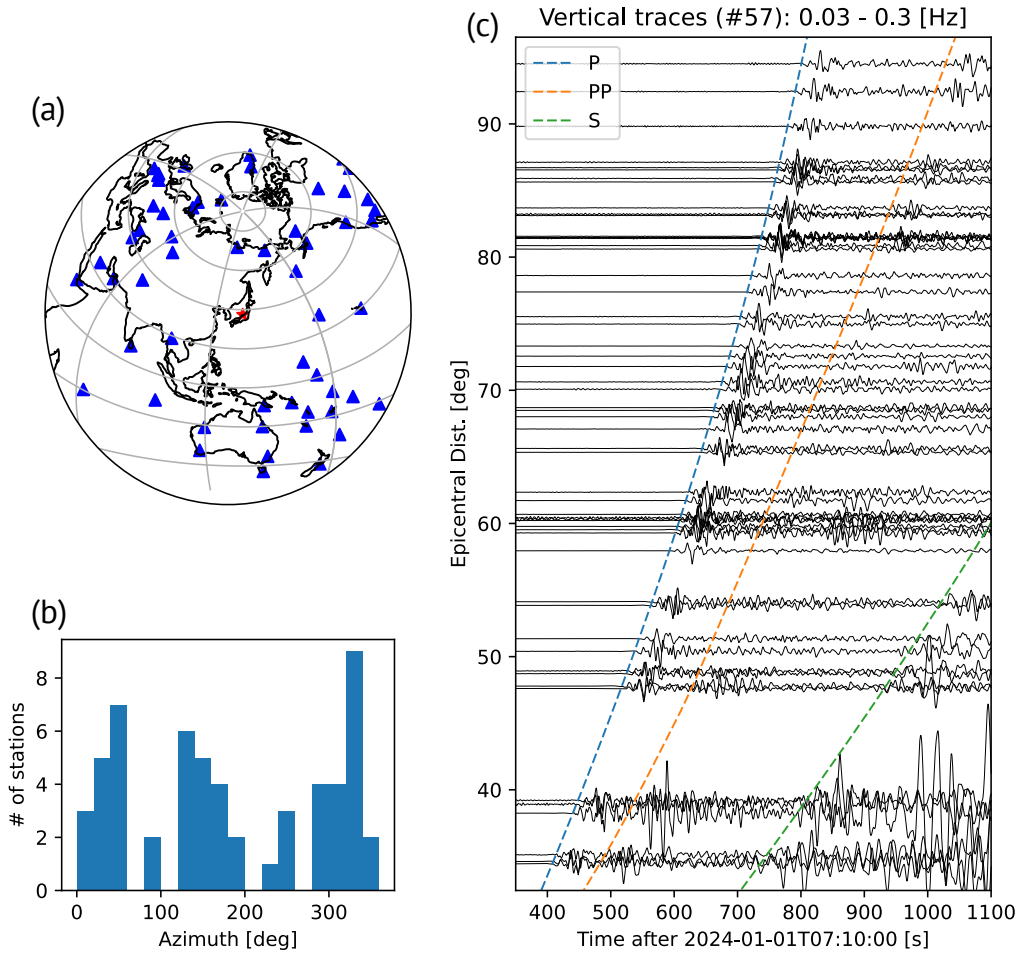 (a)
(b)
# of stations
8
6
4
2
0
0
100
200
300
Azimuth [deg]
(c)
Vertical traces (#57): 0.03 - 0.3 [Hz]
P
PP
S
Epicentral Dist. [deg]
90
80
70
60
50
40
400
500
600
700
800
900
1000
1100
Time after 2024-01-01T07:10:00 [s]